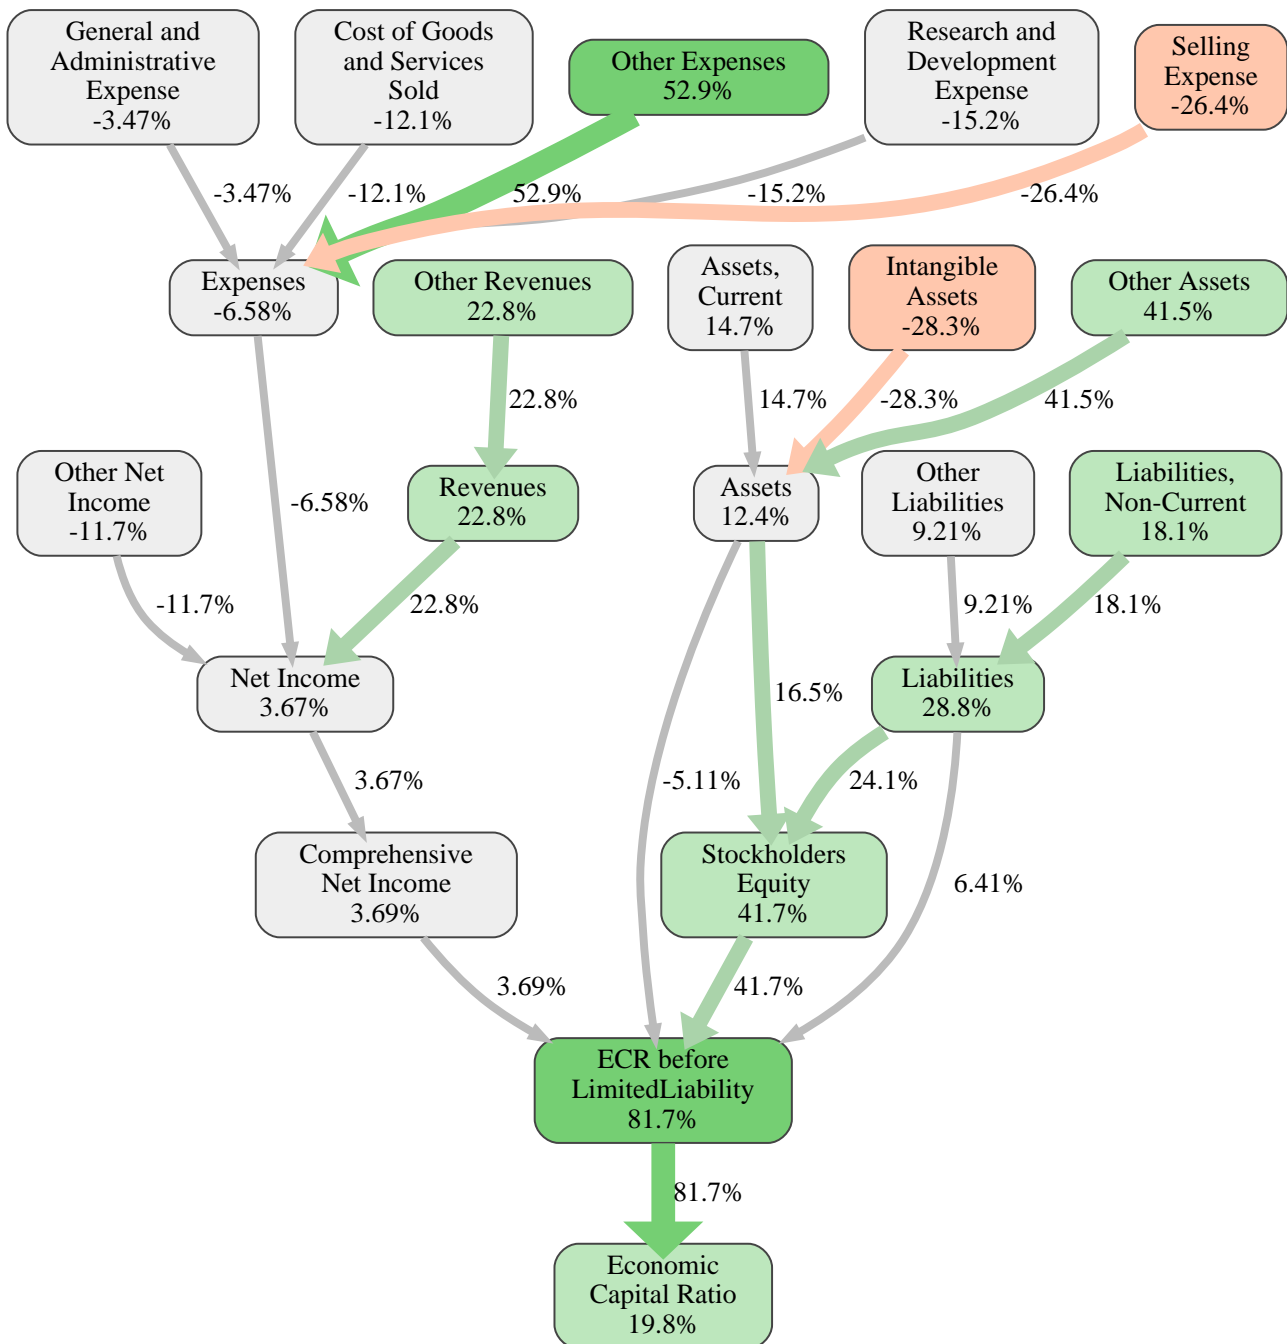 General and
Administrative
Expense
-3.47%
Cost of Goods
and Services
Sold
-12.1%
Other Expenses
52.9%
Research and
Development
Expense
-15.2%
Selling
Expense
-26.4%
-3.47%
-12.1%
52.9%
-15.2%
-26.4%
Expenses
-6.58%
Other Revenues
22.8%
Assets,
Current
14.7%
Intangible
Assets
-28.3%
Other Assets
41.5%
22.8%
14.7%
-28.3%
41.5%
Other Net
Income
-11.7%
-6.58%
Revenues
22.8%
Assets
12.4%
Other
Liabilities
9.21%
Liabilities,
Non-Current
18.1%
-11.7%
22.8%
9.21%
18.1%
Net Income
3.67%
16.5%
Liabilities
28.8%
3.67%
-5.11%
24.1%
Comprehensive
Net Income
3.69%
Stockholders
Equity
41.7%
6.41%
3.69%
41.7%
ECR before
LimitedLiability
81.7%
81.7%
Economic
Capital Ratio
19.8%